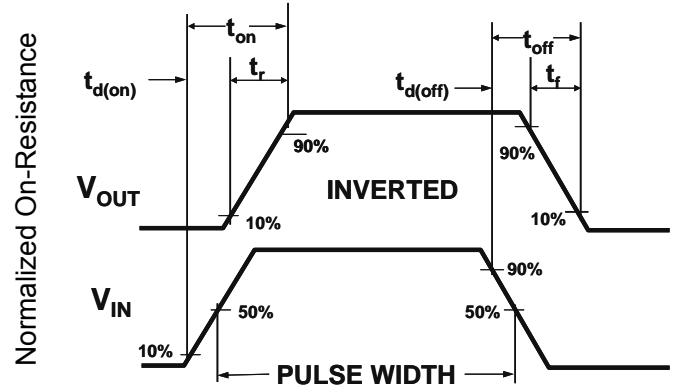 Normalized On-Resistance
ton
toff
td(on)
tr
td(off)
tf
90%
90%
VOUT
INVERTED
10%
10%
90%
VIN
50%
50%
10%
PULSE WIDTH